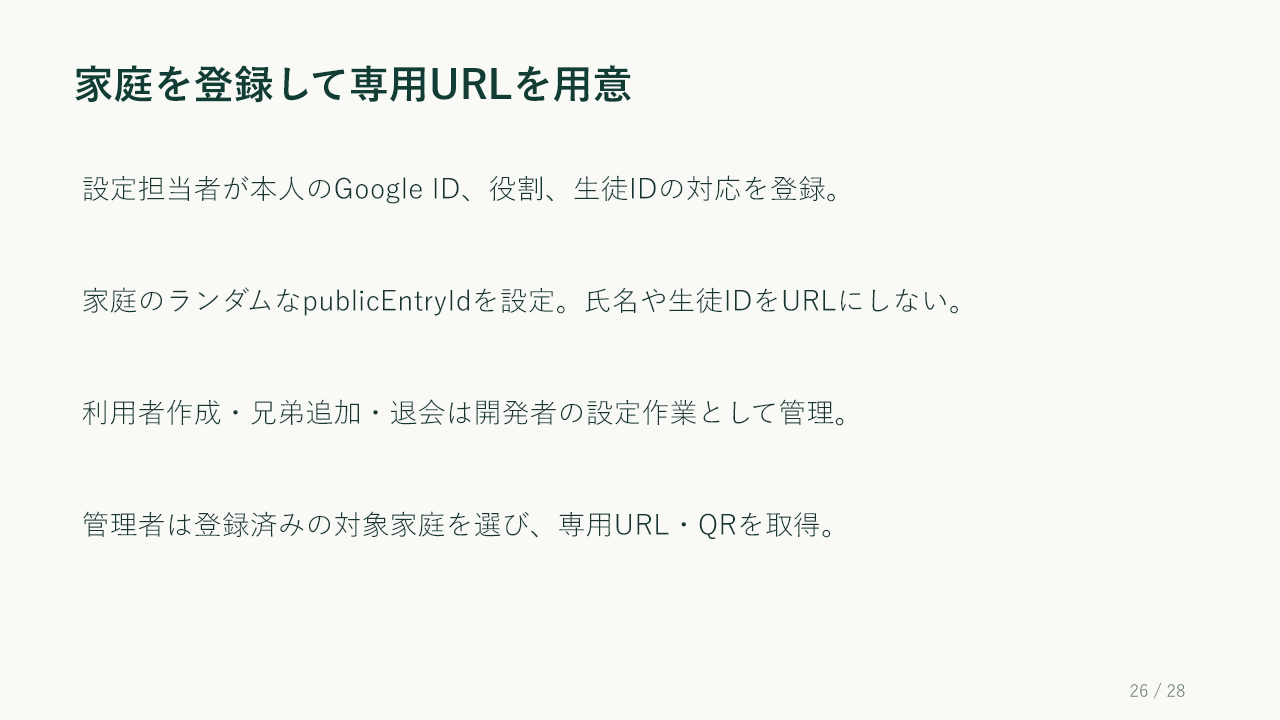 家庭を登録して専用URLを用意
設定担当者が本人のGoogle ID、役割、生徒IDの対応を登録。
家庭のランダムなpublicEntryIdを設定。氏名や生徒IDをURLにしない。
利用者作成・兄弟追加・退会は開発者の設定作業として管理。
管理者は登録済みの対象家庭を選び、専用URL・QRを取得。
26 / 28